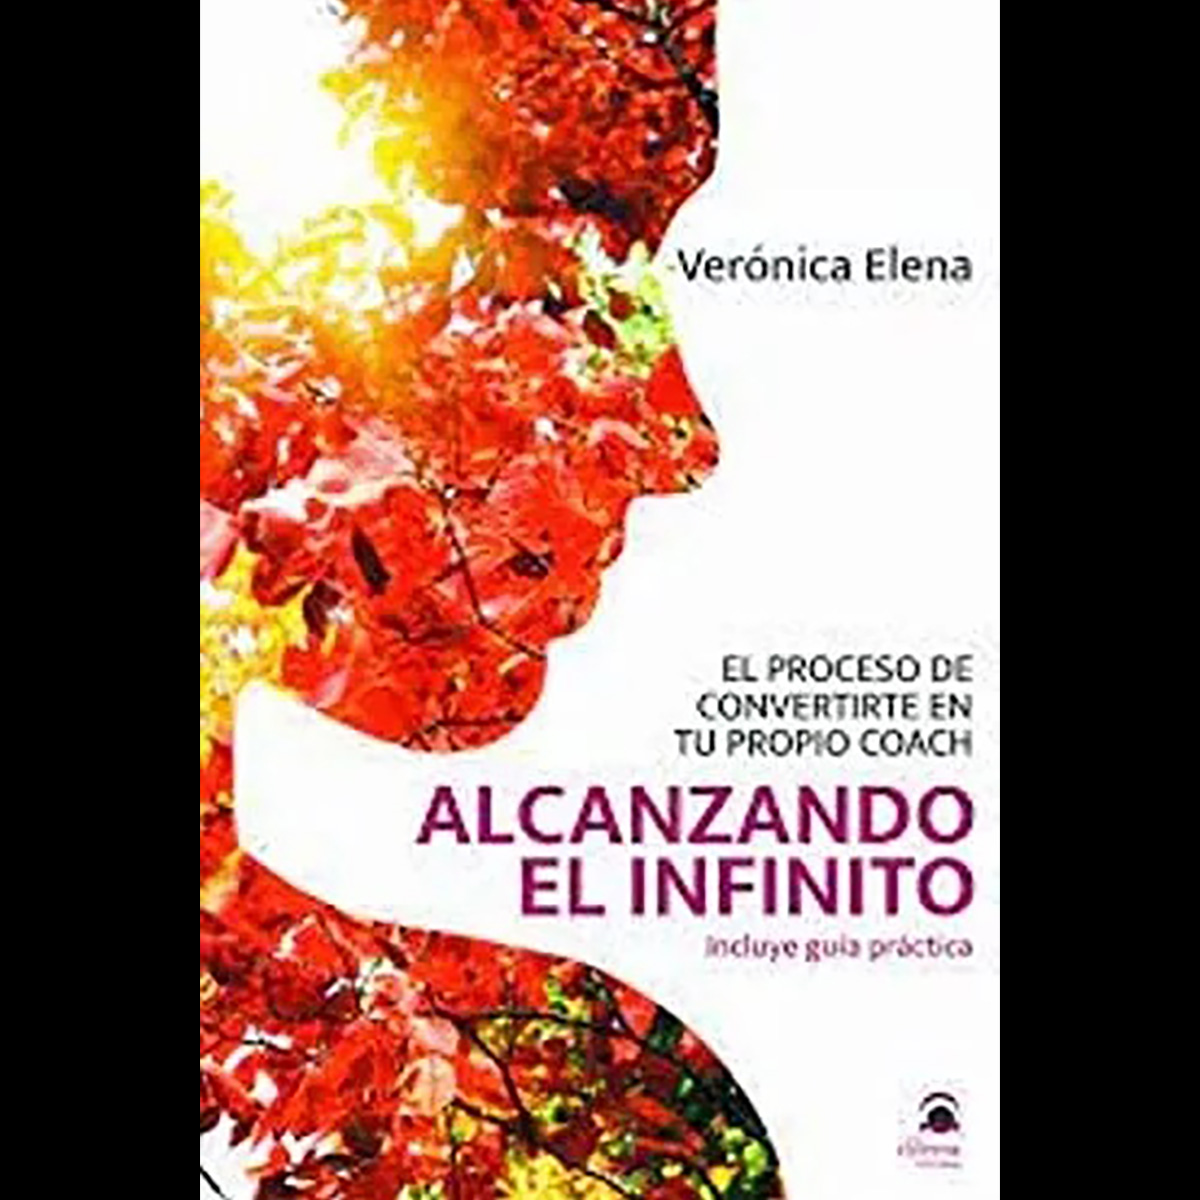 Verónica Elena
EL PROCESO DE
CONVERTIRTE EN
TU PROPIO COACH
ALCANZANDO
EL INFINITO
Incluye guía práctica